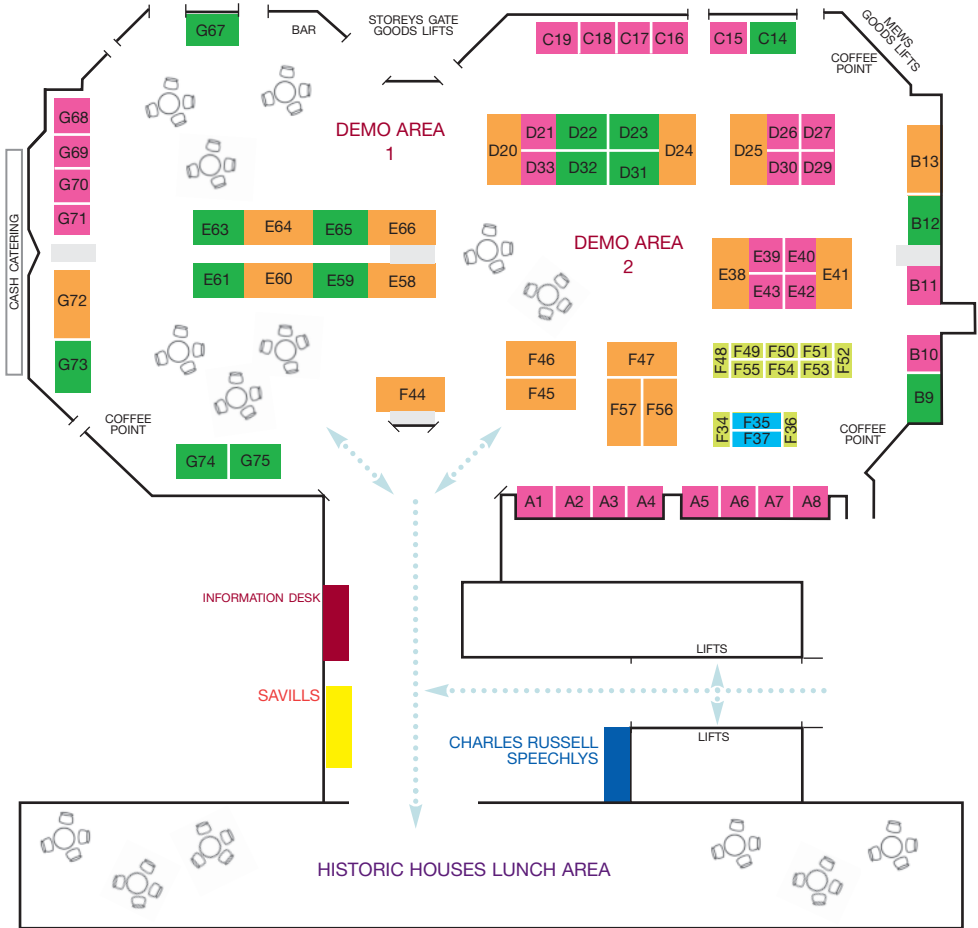 G67
BAR
STOREYS GATE
GOODS LIFTS
C19
C18
C17
C16
C15
C14
MEWS
GOODS LIFTS
COFFEE
POINT
G68
G69
G70
G71
G72
G73
CASH CATERING
DEMO AREA
1
D20
D21
D22
D23
D24
D33
D32
D31
D25
D26
D27
D30
D29
B13
B12
B11
B10
B9
E63
E64
E65
E66
E61
E60
E59
E58
DEMO AREA
2
E38
E39
E40
E41
E43
E42
F46
F45
F47
F57
F56
F44
F48
F49
F50
F51
F52
F55
F54
F53
F34
F35
F37
F36
COFFEE
POINT
COFFEE
POINT
G74
G75
A1
A2
A3
A4
A5
A6
A7
A8
INFORMATION DESK
LIFTS
SAVILLS
LIFTS
CHARLES RUSSELL
SPEECHLYS
HISTORIC HOUSES LUNCH AREA